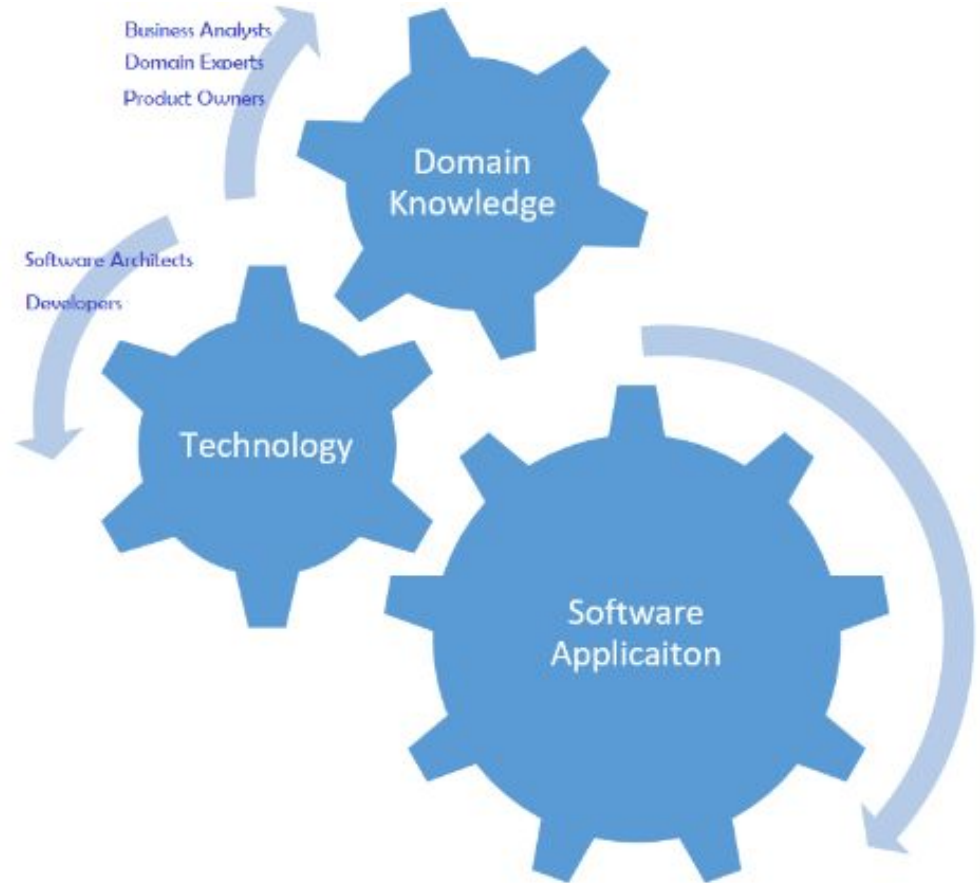 Business Analysts
Domain Experts
Product Owners
Domain
Knowledge
Software Architects
Developers
Technology
Software
Applicaiton